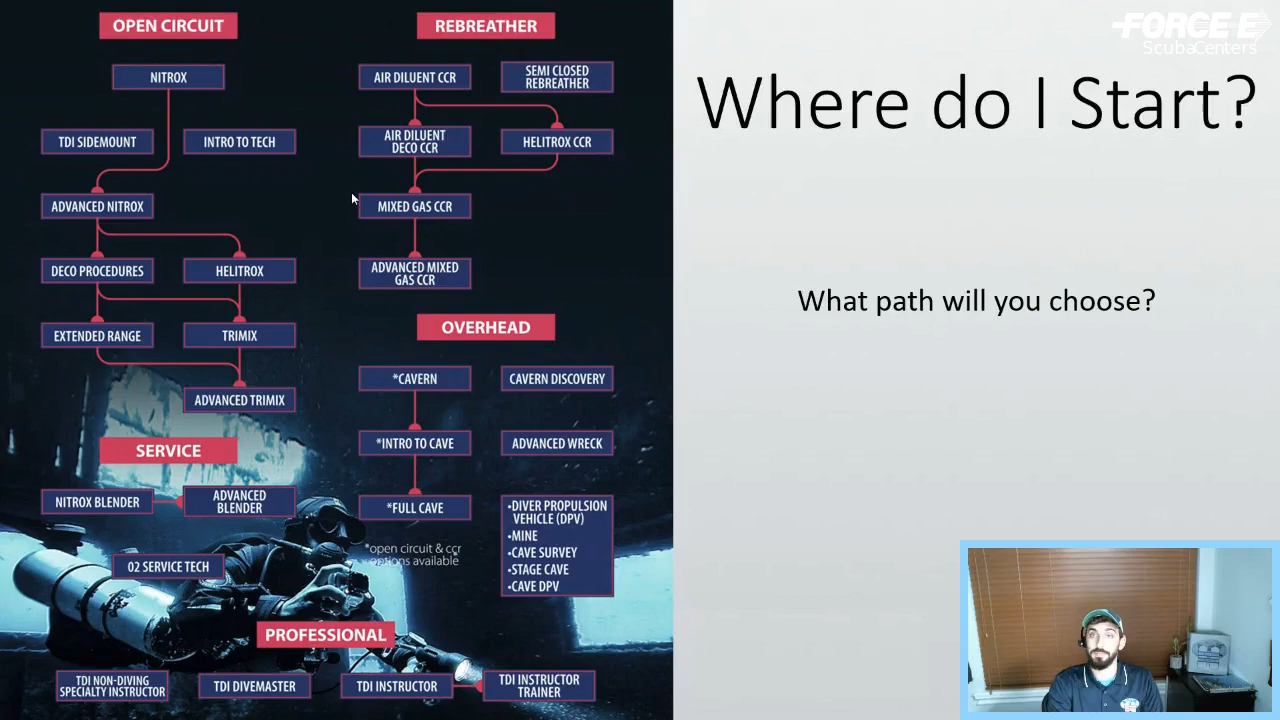 OPEN CIRCUIT
NITROX
TDI SIDEMOUNT
INTRO TO TECH
ADVANCED NITROX
DECO PROCEDURES
HELITROX
EXTENDED RANGE
TRIMIX
ADVANCED TRIMIX
SERVICE
NITROX BLENDER
ADVANCED
BLENDER
02 SERVICE TECH
REBREATHER
AIR DILUENT CCR
SEMI CLOSED
REBREATHER
AIR DILUENT
DECO CCR
HELITROX CCR
MIXED GAS CCR
ADVANCED MIXED
GAS CCR
OVERHEAD
*CAVERN
CAVERN DISCOVERY
*INTRO TO CAVE
ADVANCED WRECK
*FULL CAVE
•DIVER PROPULSION
VEHICLE (DPV)
•MINE
•CAVE SURVEY
•STAGE CAVE
•CAVE DPV
*open circuit & ccr
options available
PROFESSIONAL
TDI NON-DIVING
SPECIALTY INSTRUCTOR
TDI DIVEMASTER
TDI INSTRUCTOR
TDI INSTRUCTOR
TRAINER
FORCE E
ScubaCenters
Where do I Start?
What path will you choose?